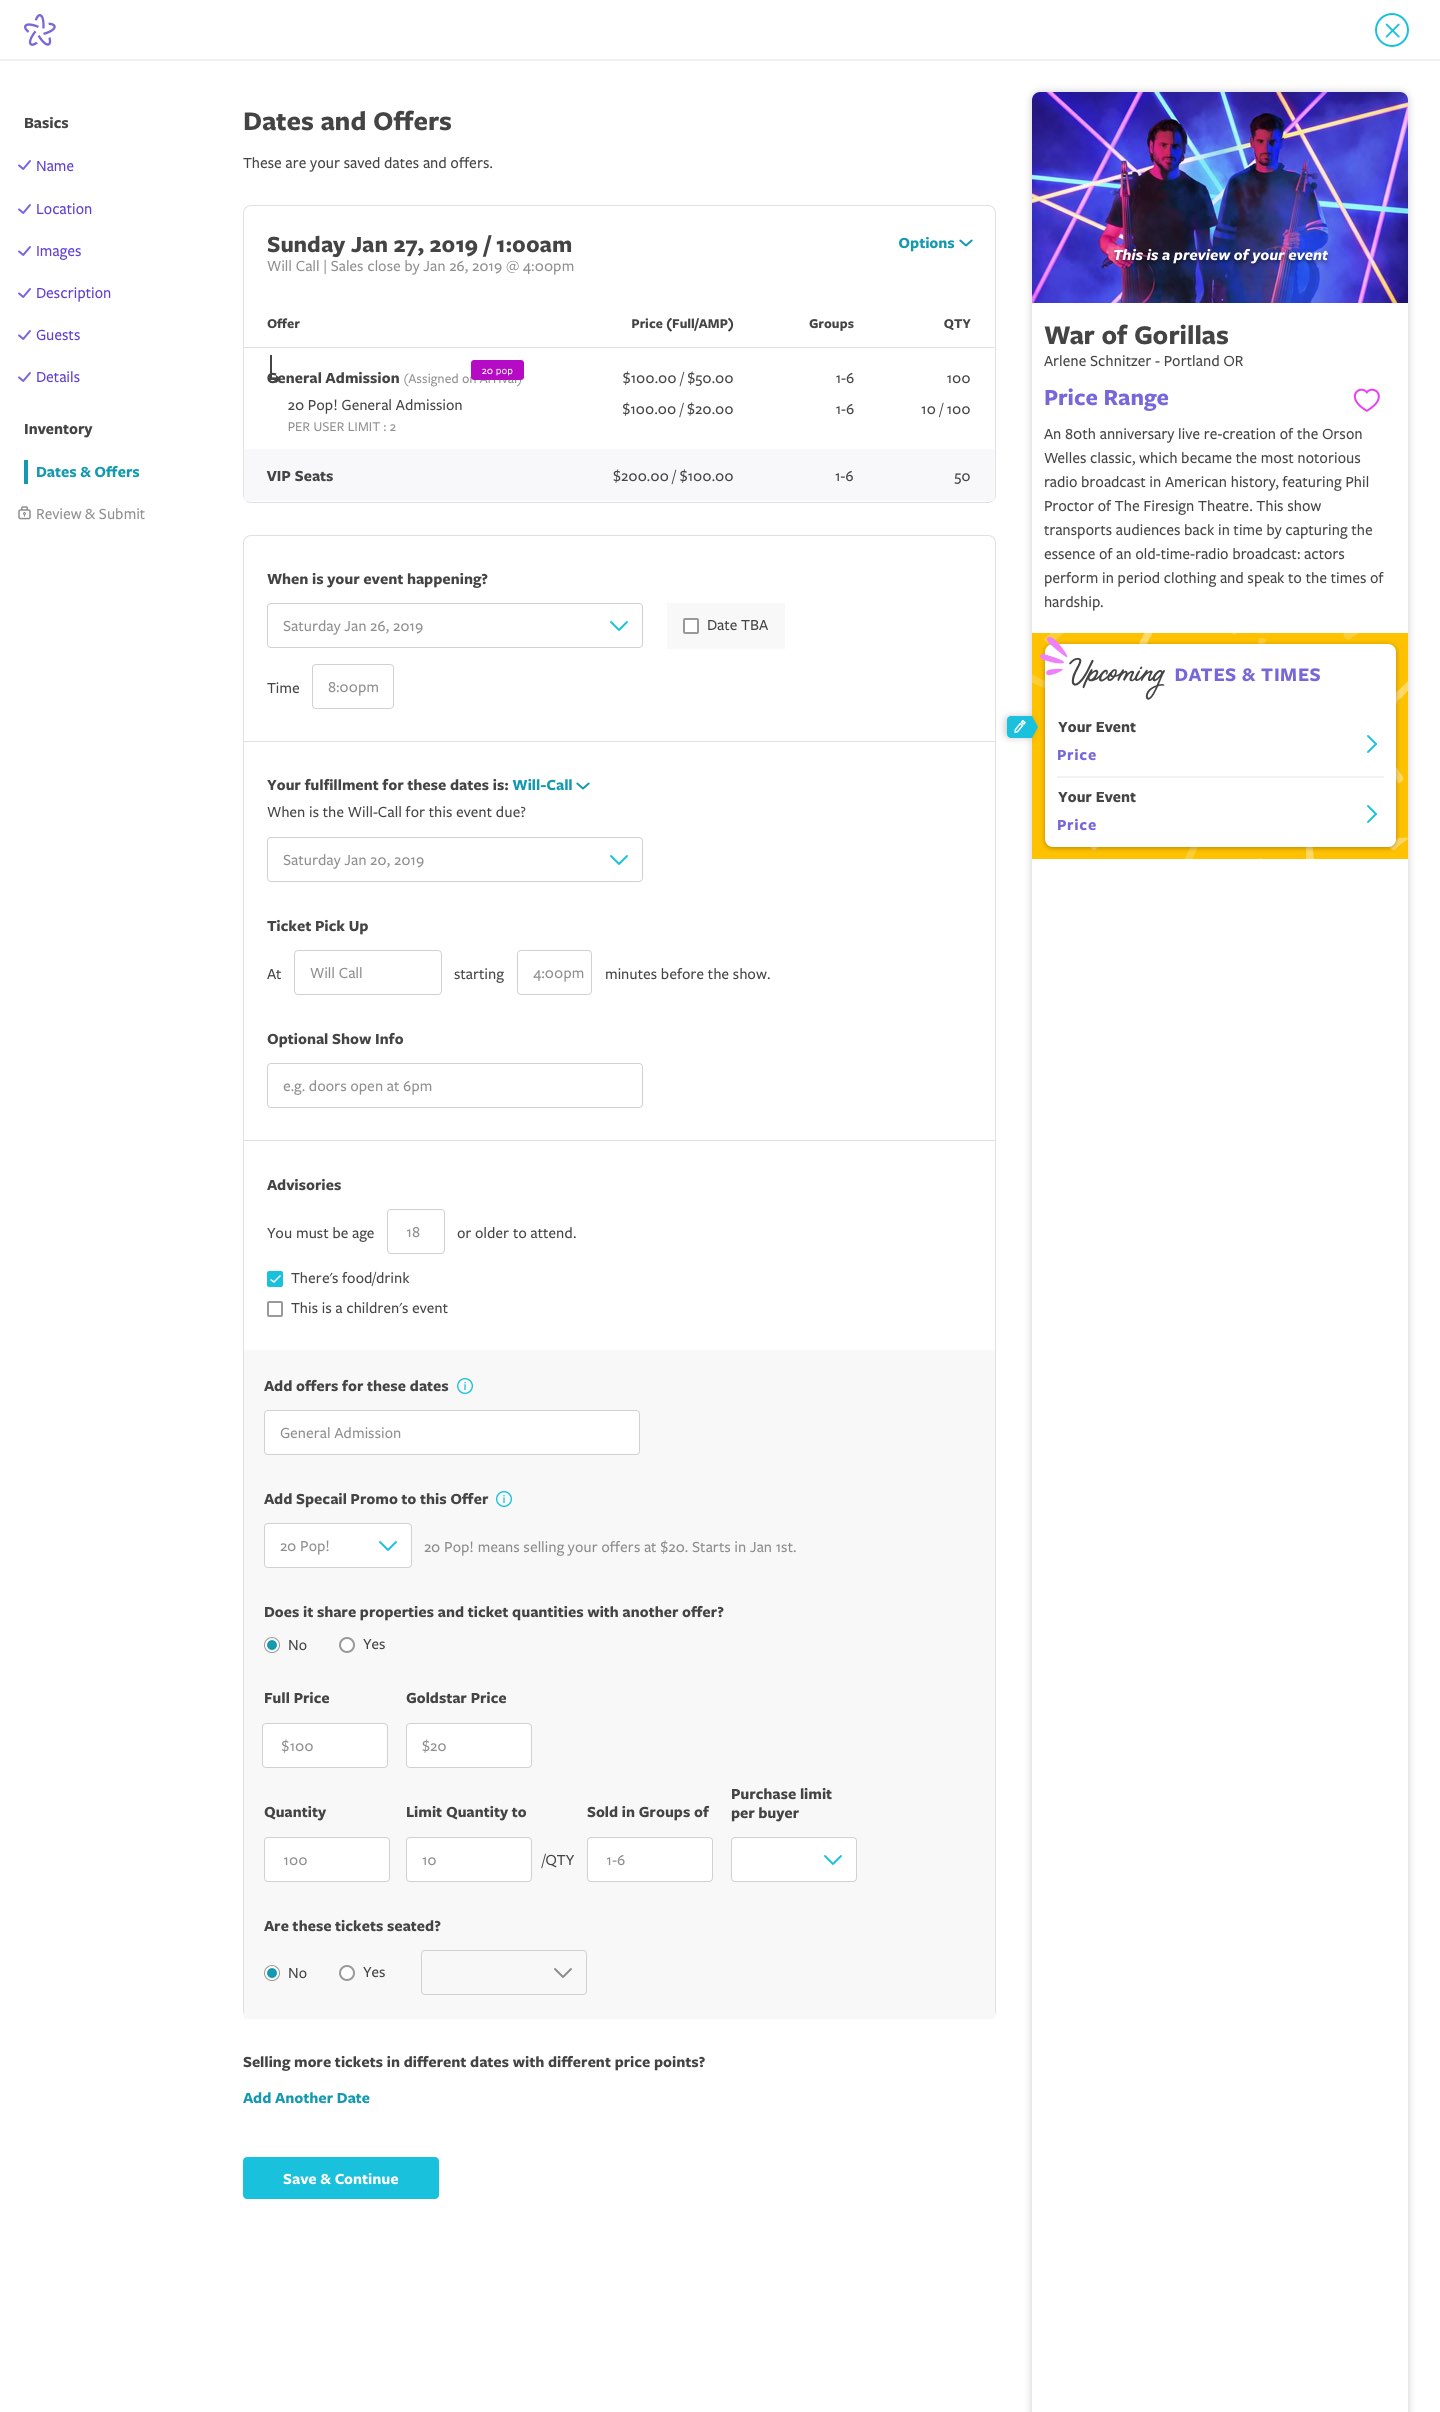 Basics
Name
Location
Images
Description
Guests
Details
Inventory
Dates & Offers
Review & Submit
Dates and Offers
These are your saved dates and offers.
Sunday Jan 27, 2019 / 1:00am
Options
Will Call | Sales close by Jan 26, 2019 @ 4:00pm
Offer Price (Full/AMP) Groups QTY
20 pop
General Admission (Assigned on Arrival) $100.00 / $50.00 1-6 100
20 Pop! General Admission $100.00 / $20.00 1-6 10 / 100
PER USER LIMIT : 2
VIP Seats $200.00 / $100.00 1-6 50
When is your event happening?
Saturday Jan 26, 2019 Date TBA
Time 8:00pm
Your fulfillment for these dates is: Will-Call
When is the Will-Call for this event due?
Saturday Jan 20, 2019
Ticket Pick Up
At Will Call starting 4:00pm minutes before the show.
Optional Show Info
e.g. doors open at 6pm
Advisories
You must be age 18 or older to attend.
There's food/drink
This is a children's event
Add offers for these dates
General Admission
Add Specail Promo to this Offer
20 Pop! 20 Pop! means selling your offers at $20. Starts in Jan 1st.
Does it share properties and ticket quantities with another offer?
No Yes
Full Price Goldstar Price
$100 $20
Quantity Limit Quantity to Sold in Groups of Purchase limit
per buyer
100 10 /QTY 1-6
Are these tickets seated?
No Yes
Selling more tickets in different dates with different price points?
Add Another Date
Save & Continue
This is a preview of your event
War of Gorillas
Arlene Schnitzer - Portland OR
Price Range
An 80th anniversary live re-creation of the Orson
Welles classic, which became the most notorious
radio broadcast in American history, featuring Phil
Proctor of The Firesign Theatre. This show
transports audiences back in time by capturing the
essence of an old-time-radio broadcast: actors
perform in period clothing and speak to the times of
hardship.
Upcoming DATES & TIMES
Your Event
Price
Your Event
Price